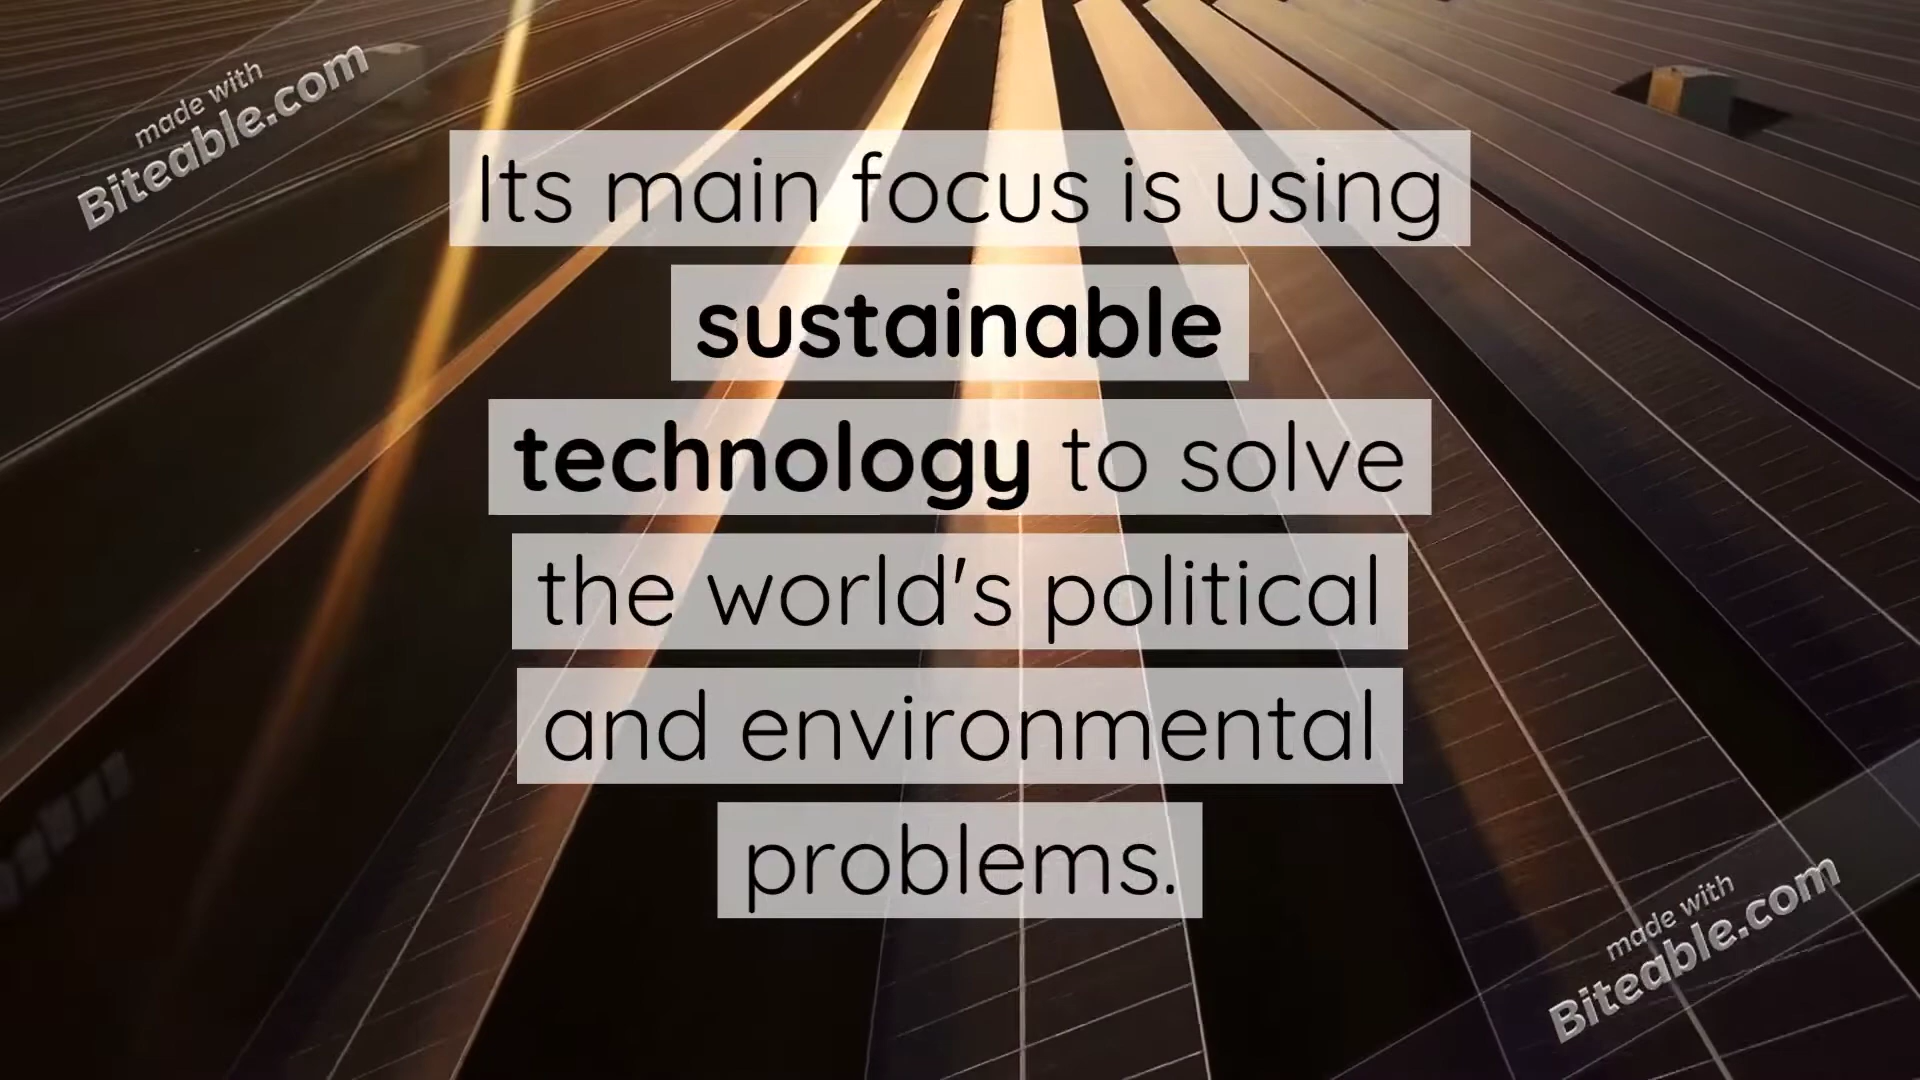 made with
Biteable.com
Its main focus is using
sustainable
technology to solve
the world's political
and environmental
problems.
made with
Biteable.com